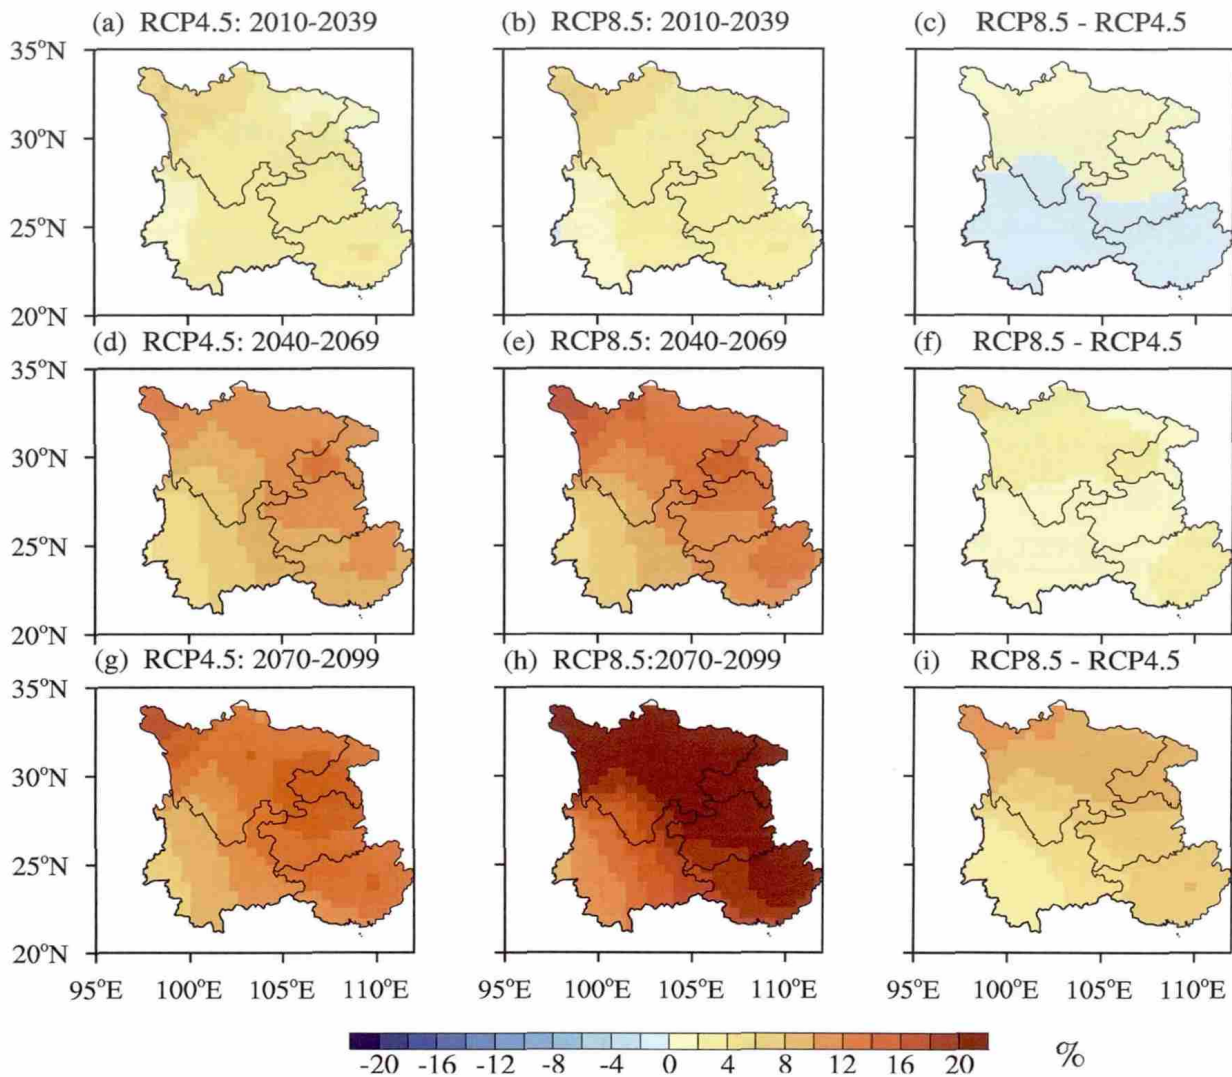 (a) RCP4.5: 2010-2039 (b) RCP8.5: 2010-2039 (c) RCP8.5 - RCP4.5
35°N
30°N
25°N
20°N
(d) RCP4.5: 2040-2069 (e) RCP8.5: 2040-2069 (f) RCP8.5 - RCP4.5
35°N
30°N
25°N
20°N
(g) RCP4.5: 2070-2099 (h) RCP8.5:2070-2099 (i) RCP8.5 - RCP4.5
35°N
30°N
25°N
20°N
95°E 100°E 105°E 110°E 95°E 100°E 105°E 110°E 95°E 100°E 105°E 110°E
-20 -16 -12 -8 -4 0 4 8 12 16 20 %